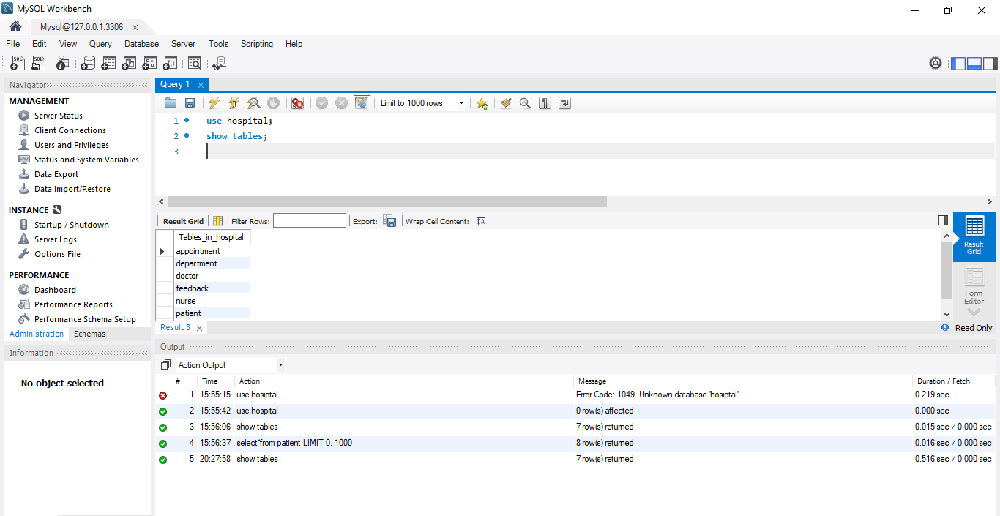 MySQL Workbench
Mysql@127.0.0.1:3306
File Edit View Query Database Server Tools Scripting Help
Navigator
MANAGEMENT
Server Status
Client Connections
Users and Privileges
Status and System Variables
Data Export
Data Import/Restore
INSTANCE
Startup / Shutdown
Server Logs
Options File
PERFORMANCE
Dashboard
Performance Reports
Performance Schema Setup
Administration Schemas
Information
No object selected
Query 1
Limit to 1000 rows
1 use hospital;
2 show tables;
3
Result Grid Filter Rows: Export: Wrap Cell Content:
Tables_in_hospital
appointment
department
doctor
feedback
nurse
patient
Result Grid
Form Editor
Result 3 Read Only
Output
Action Output
# Time Action Message Duration / Fetch
1 15:55:15 use hosiptal Error Code: 1049. Unknown database 'hosiptal' 0.219 sec
2 15:55:42 use hospital 0 row(s) affected 0.000 sec
3 15:56:06 show tables 7 row(s) returned 0.015 sec / 0.000 sec
4 15:56:37 select*from patient LIMIT 0, 1000 8 row(s) returned 0.016 sec / 0.000 sec
5 20:27:58 show tables 7 row(s) returned 0.516 sec / 0.000 sec